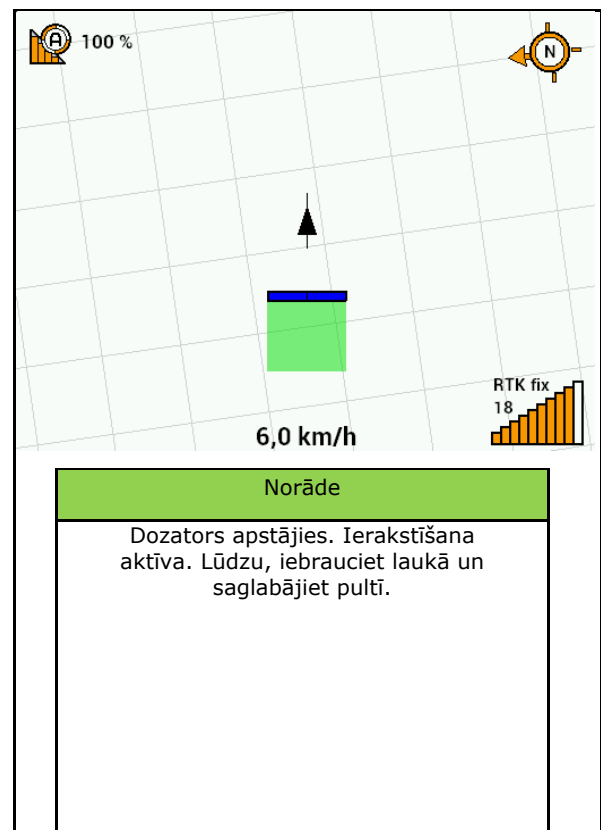 A 100 %
N
RTK fix
18
6,0 km/h
Norāde
Dozators apstājies. Ierakstīšana
aktīva. Lūdzu, iebrauciet laukā un
saglabājiet pultī.